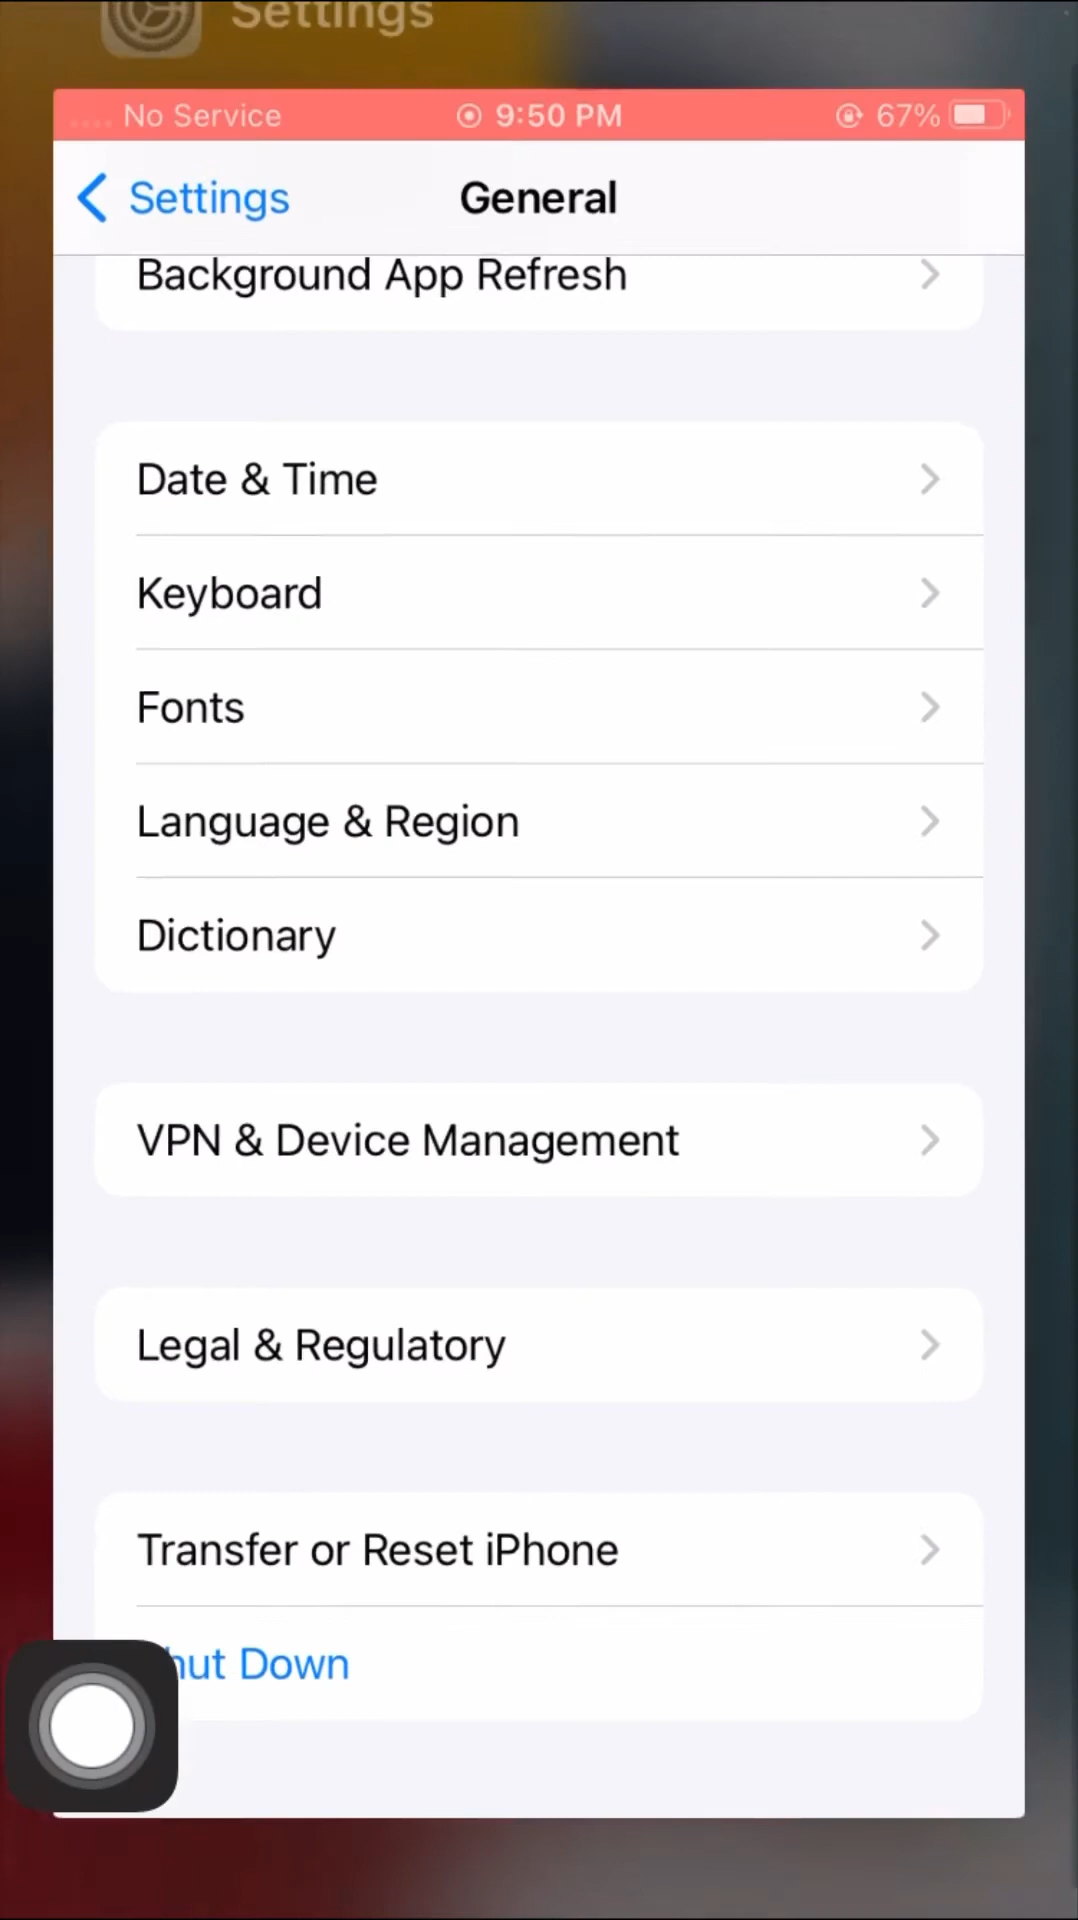 Settings
No Service 9:50 PM 67%
Settings General
Background App Refresh
Date & Time
Keyboard
Fonts
Language & Region
Dictionary
VPN & Device Management
Legal & Regulatory
Transfer or Reset iPhone
hut Down